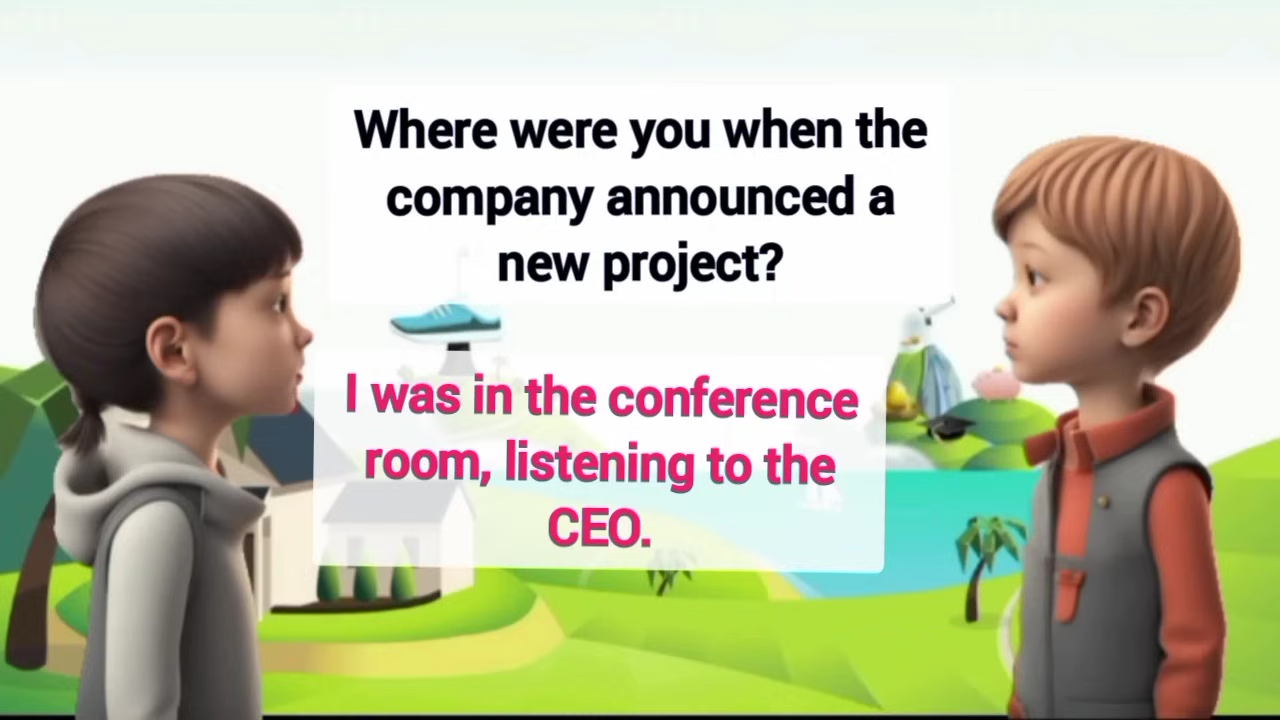 Where were you when the
company announced a
new project?
I was in the conference
room, listening to the
CEO.